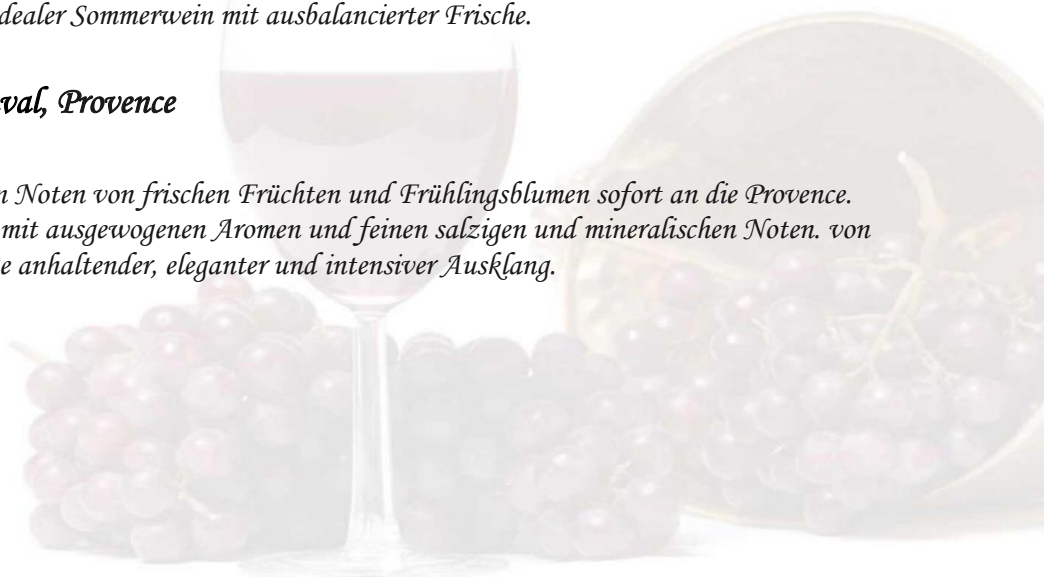 dealer Sommerwein mit ausbalancierter Frische.
val, Provence
n Noten von frischen Früchten und Frühlingsblumen sofort an die Provence.
mit ausgewogenen Aromen und feinen salzigen und mineralischen Noten. von
e anhaltender, eleganter und intensiver Ausklang.